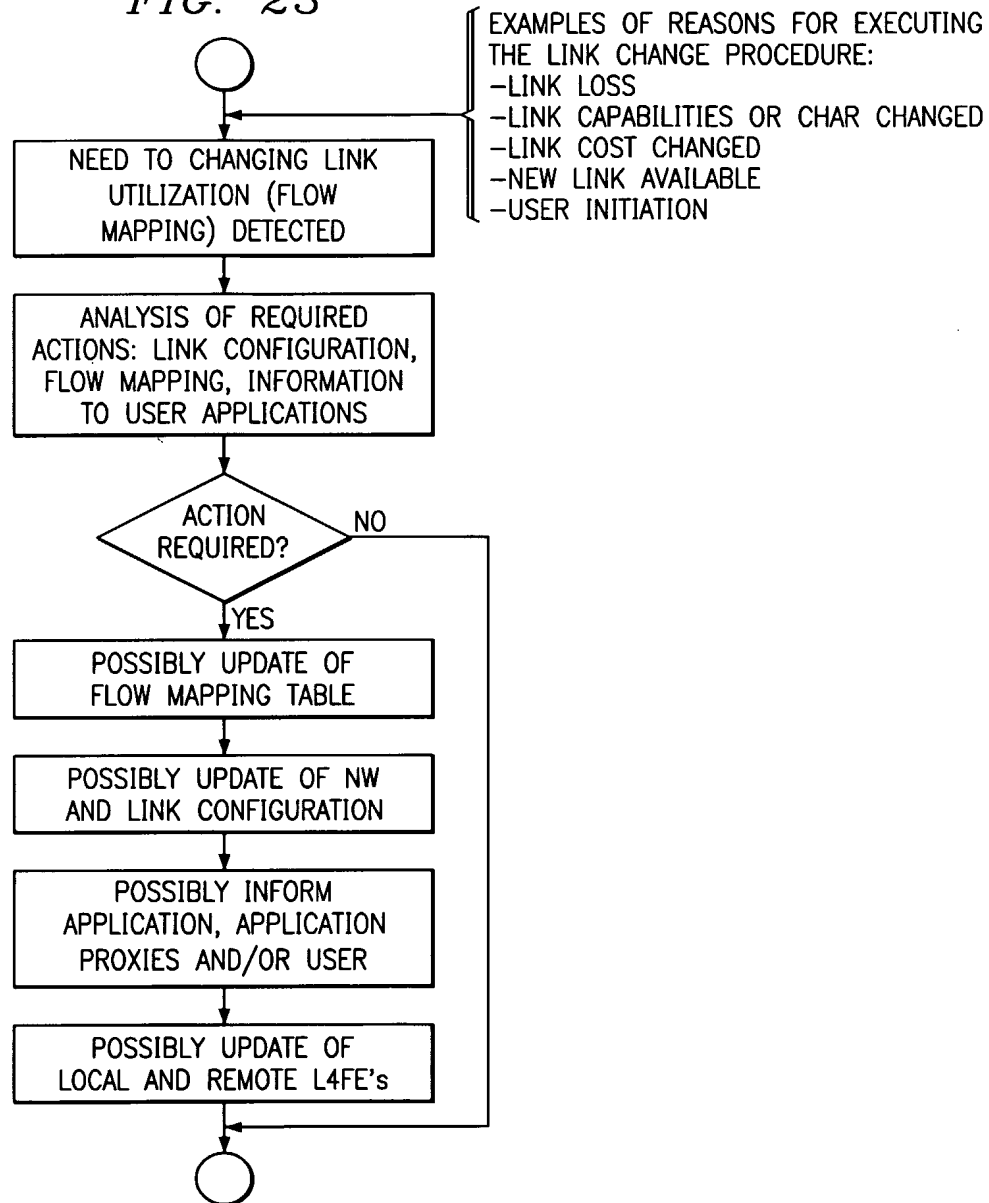 FIG. 23
EXAMPLES OF REASONS FOR EXECUTING
THE LINK CHANGE PROCEDURE:
-LINK LOSS
-LINK CAPABILITIES OR CHAR CHANGED
-LINK COST CHANGED
-NEW LINK AVAILABLE
-USER INITIATION
NEED TO CHANGING LINK
UTILIZATION (FLOW
MAPPING) DETECTED
ANALYSIS OF REQUIRED
ACTIONS: LINK CONFIGURATION,
FLOW MAPPING, INFORMATION
TO USER APPLICATIONS
ACTION
REQUIRED?
NO
YES
POSSIBLY UPDATE OF
FLOW MAPPING TABLE
POSSIBLY UPDATE OF NW
AND LINK CONFIGURATION
POSSIBLY INFORM
APPLICATION, APPLICATION
PROXIES AND/OR USER
POSSIBLY UPDATE OF
LOCAL AND REMOTE L4FE's